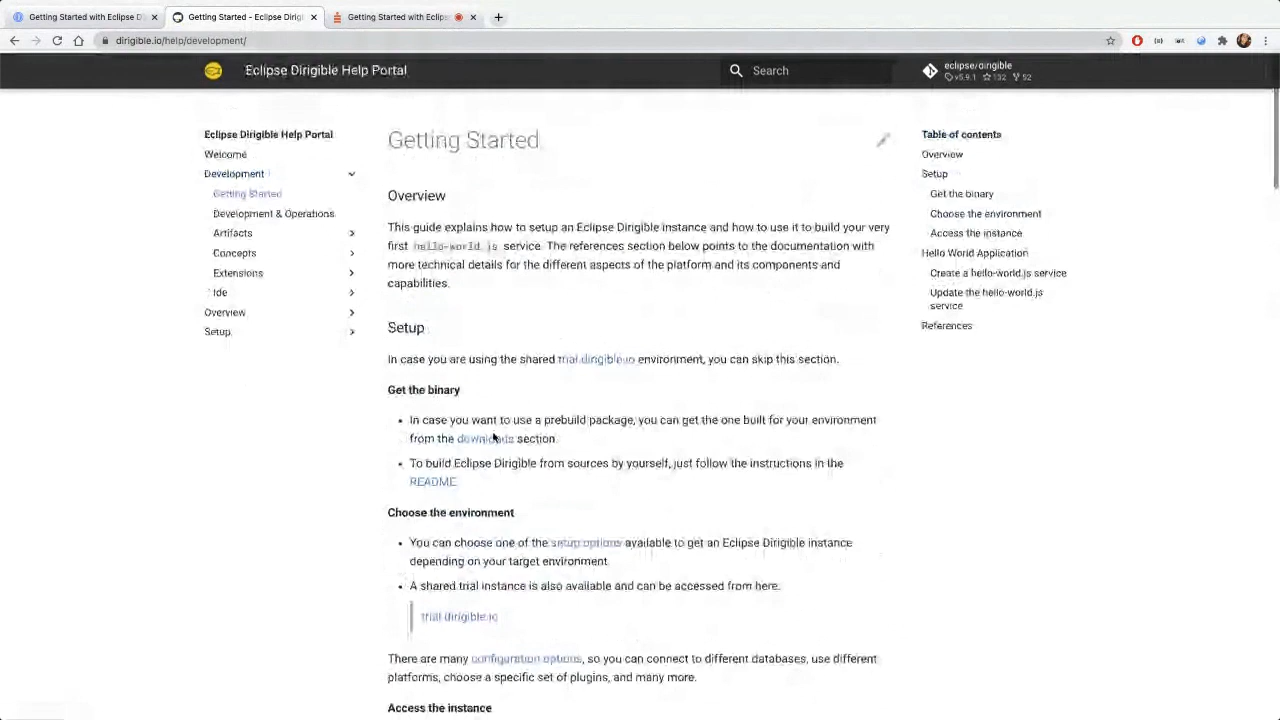 Getting Started with Eclipse D
Getting Started - Eclipse Dirigi
Getting Started with Eclips
dirigible.io/help/development/
Eclipse Dirigible Help Portal
Search
eclipse/dirigible
v5.9.1 132 52
Eclipse Dirigible Help Portal
Welcome
Development
Getting Started
Development & Operations
Artifacts
Concepts
Extensions
Ide
Overview
Setup
Getting Started
Overview
This guide explains how to setup an Eclipse Dirigible instance and how to use it to build your very
first hello-world.js service. The references section below points to the documentation with
more technical details for the different aspects of the platform and its components and
capabilities.
Setup
In case you are using the shared trial.dirigible.io environment, you can skip this section.
Get the binary
In case you want to use a prebuild package, you can get the one built for your environment
from the downloads section.
To build Eclipse Dirigible from sources by yourself, just follow the instructions in the
README.
Choose the environment
You can choose one of the setup options available to get an Eclipse Dirigible instance
depending on your target environment.
A shared trial instance is also available and can be accessed from here.
trial.dirigible.io
There are many configuration options, so you can connect to different databases, use different
platforms, choose a specific set of plugins, and many more.
Access the instance
Table of contents
Overview
Setup
Get the binary
Choose the environment
Access the instance
Hello World Application
Create a hello-world.js service
Update the hello-world.js
service
References